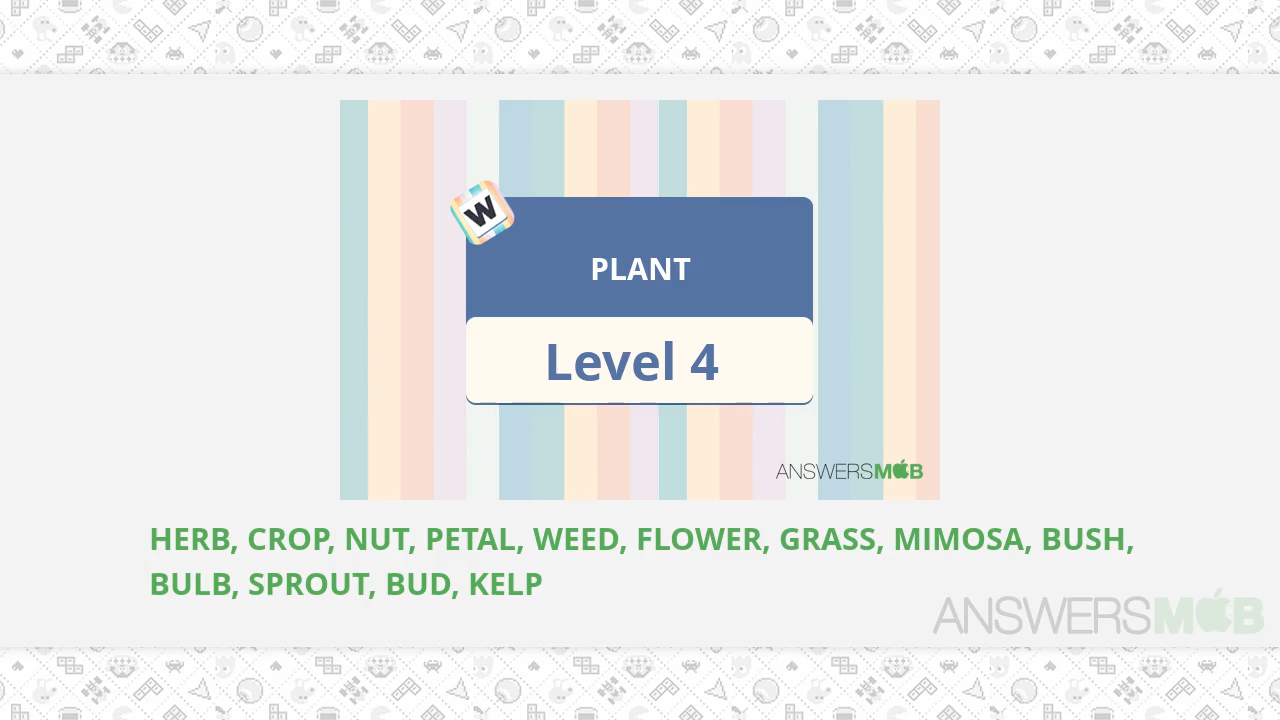 W
PLANT
Level 4
ANSWERSMOB
HERB, CROP, NUT, PETAL, WEED, FLOWER, GRASS, MIMOSA, BUSH,
BULB, SPROUT, BUD, KELP
ANSWERSMOB